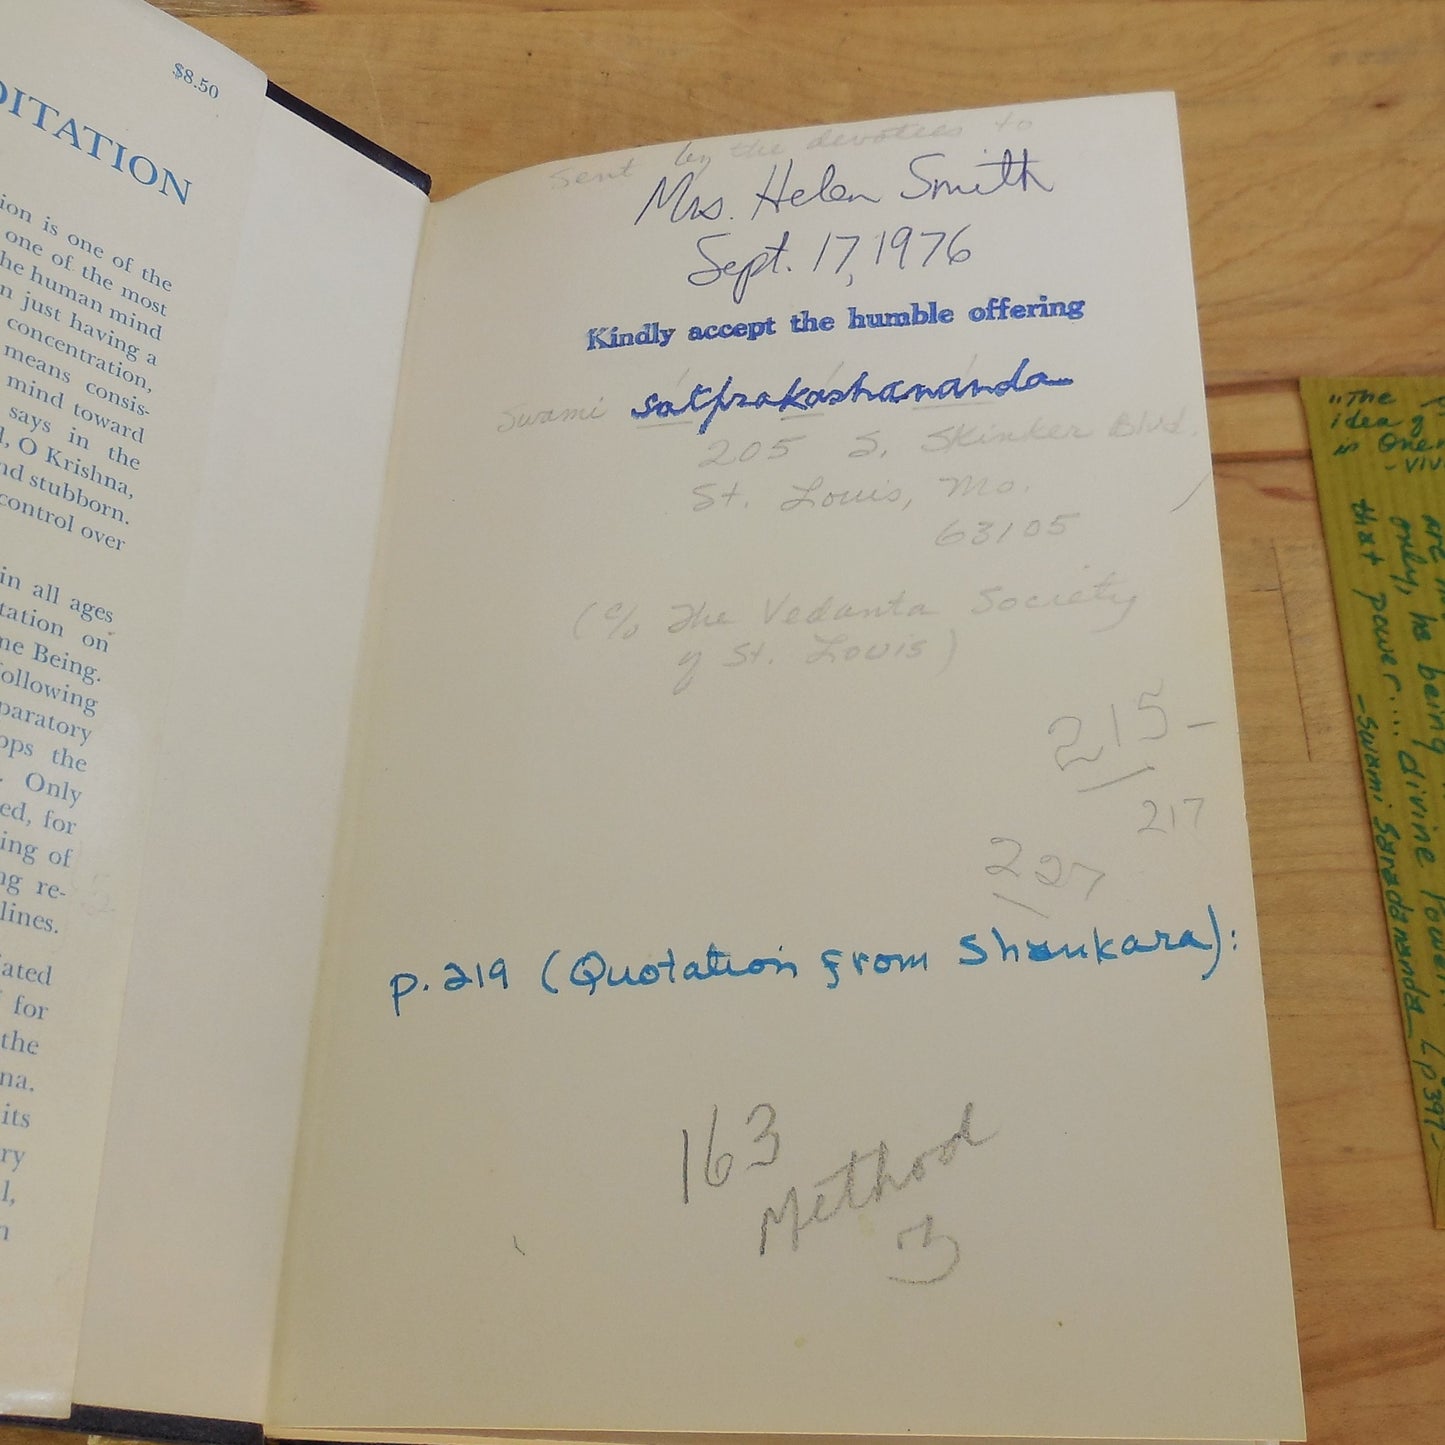 $8.50
DITATION
ion is one of the
one of the most
he human mind
n just having a
concentration,
means consis-
mind toward
says in the
l, O Krishna,
nd stubborn.
control over
in all ages
tation on
ne Being.
ollowing
paratory
ops the
. Only
ed, for
ing of
ng re-
lines.
ated
for
the
na.
its
ry
l,
n
sent by the devotees to
Mrs. Helen Smith
Sept. 17, 1976
Kindly accept the humble offering
Swami satprakáshánánda
205 S. Skinker Blvd.
St. Louis, Mo.
63105
(c/o The Vedanta Society
of St. Louis)
215-
217
227
p. 219 (Quotation from Shankara):
163
Method
3
"The
idea of
is One
-VIV
are
only, he being
that power... divine Power.
-Swami Saradananda
p397